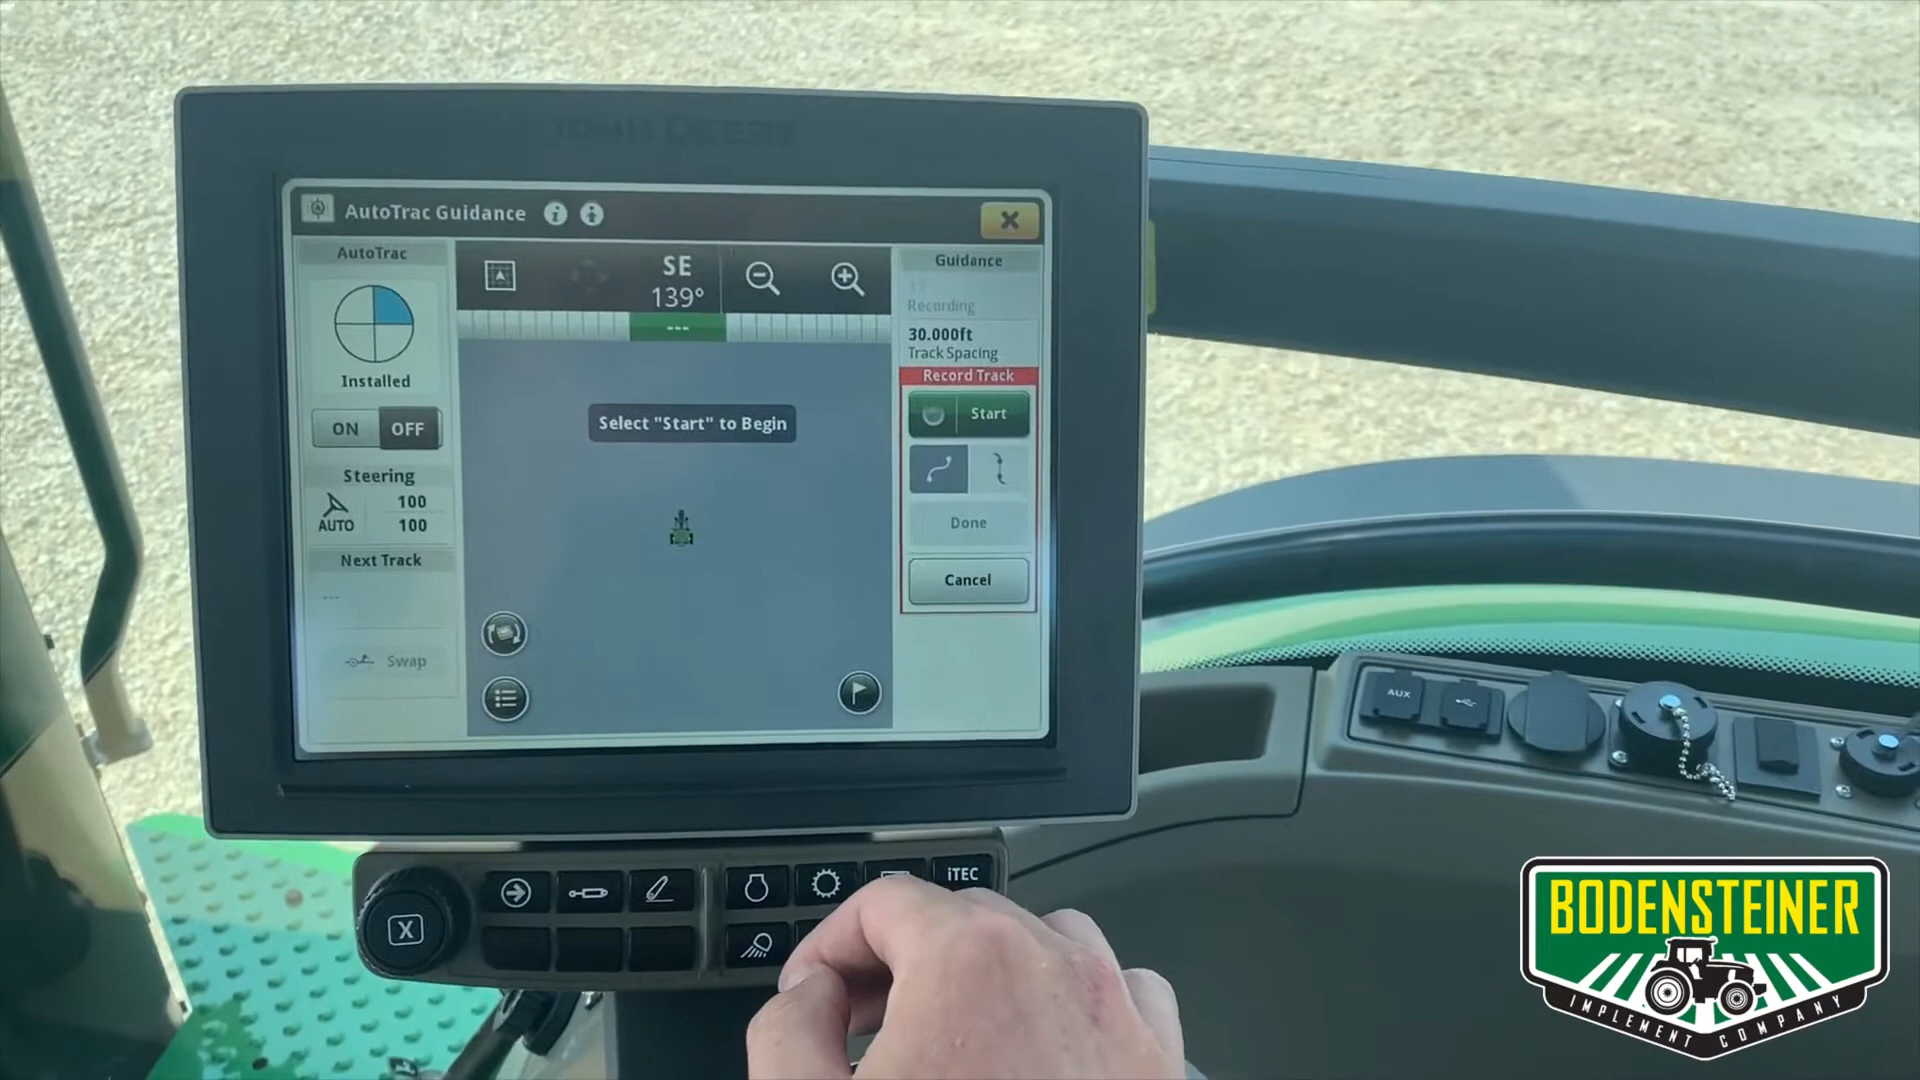 JOHN DEERE
AutoTrac Guidance
AutoTrac
Installed
ON OFF
Steering
AUTO
100
100
Next Track
---
Swap
SE
139°
---
Select "Start" to Begin
Guidance
Recording
30.000ft
Track Spacing
Record Track
Start
Done
Cancel
X
iTEC
AUX
BODENSTEINER
IMPLEMENT COMPANY